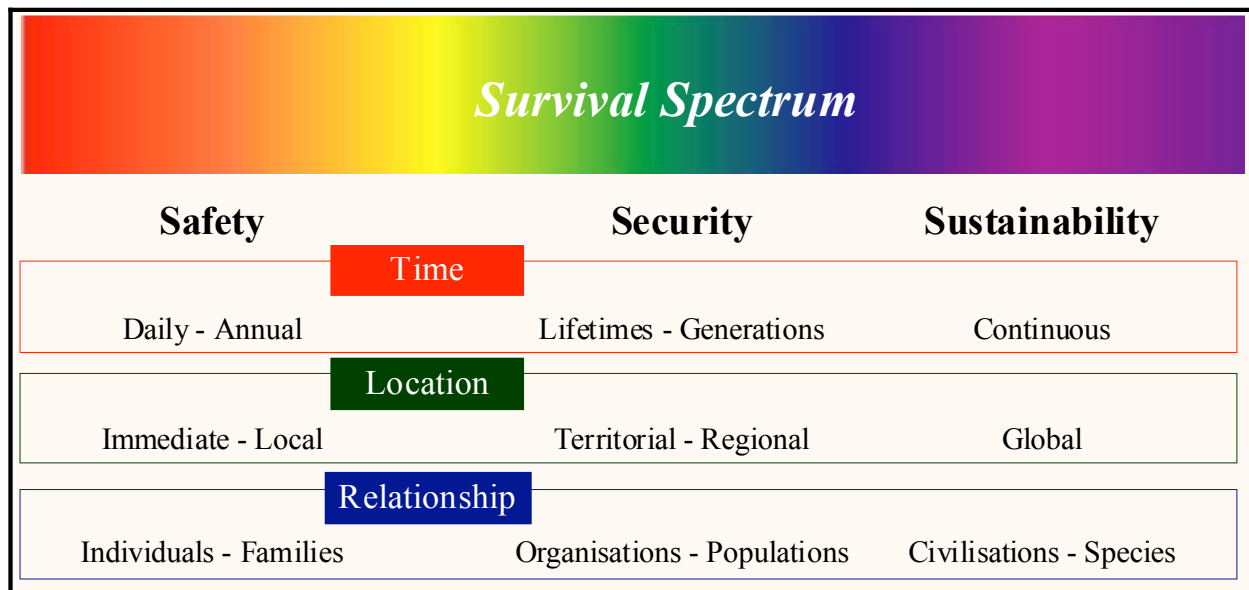 Survival Spectrum
Safety Security Sustainability
Time
Daily - Annual Lifetimes - Generations Continuous
Location
Immediate - Local Territorial - Regional Global
Relationship
Individuals - Families Organisations - Populations Civilisations - Species